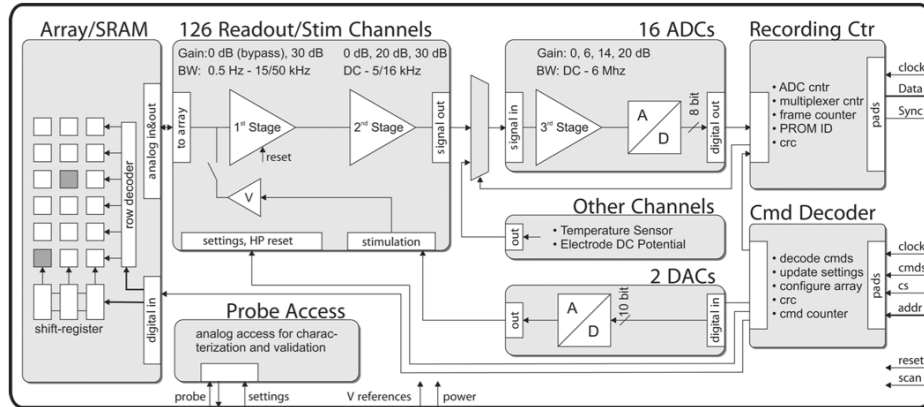 Array/SRAM
analog in&out
row decoder
digital in
shift-register
126 Readout/Stim Channels
Gain:0 dB (bypass), 30 dB
BW: 0.5 Hz - 15/50 kHz
0 dB, 20 dB, 30 dB
DC - 5/16 kHz
to array
1st Stage
reset
2nd Stage
signal out
V
settings, HP reset
stimulation
16 ADCs
Gain: 0, 6, 14, 20 dB
BW: DC - 6 Mhz
signal in
3rd Stage
A
D
8 bit
digital out
Recording Ctr
• ADC cntr
• multiplexer cntr
• frame counter
• PROM ID
• crc
pads
clock
Data
Sync
Other Channels
out
• Temperature Sensor
• Electrode DC Potential
2 DACs
out
A
D
10 bit
digital in
Cmd Decoder
• decode cmds
• update settings
• configure array
• crc
• cmd counter
pads
clock
cmds
cs
addr
reset
scan
Probe Access
analog access for charac-
terization and validation
probe
settings
V references
power